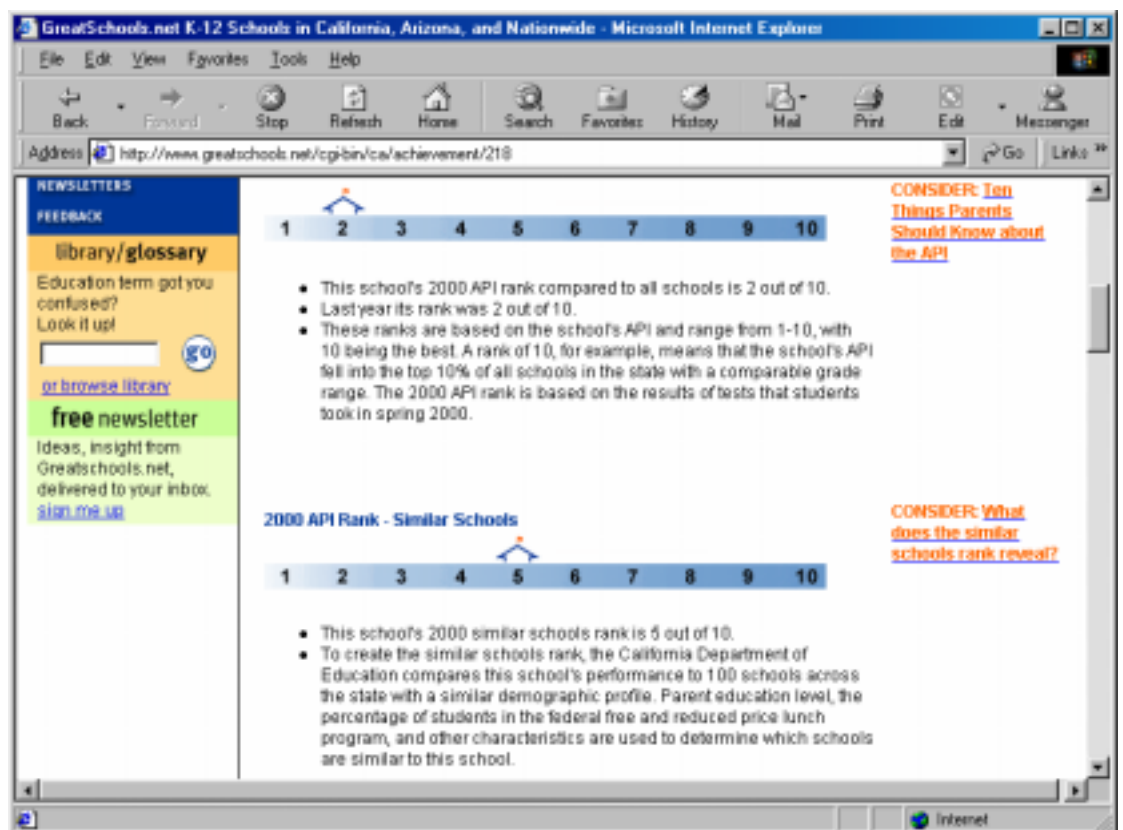 GreatSchools.net K-12 Schools in California, Arizona, and Nationwide - Microsoft Internet Explorer
File Edit View Favorites Tools Help
Back Forward Stop Refresh Home Search Favorites History Mail Print Edit Messenger
Address http://www.greatschools.net/cgi-bin/ca/achievement/218 Go Links »
NEWSLETTERS
FEEDBACK
library/glossary
Education term got you
confused?
Look it up!
go
or browse library
free newsletter
Ideas, insight from
Greatschools.net,
delivered to your inbox.
sign me up
1 2 3 4 5 6 7 8 9 10
• This school's 2000 API rank compared to all schools is 2 out of 10.
• Last year its rank was 2 out of 10.
• These ranks are based on the school's API and range from 1-10, with
10 being the best. A rank of 10, for example, means that the school's API
fell into the top 10% of all schools in the state with a comparable grade
range. The 2000 API rank is based on the results of tests that students
took in spring 2000.
CONSIDER: Ten
Things Parents
Should Know about
the API
2000 API Rank - Similar Schools
1 2 3 4 5 6 7 8 9 10
• This school's 2000 similar schools rank is 5 out of 10.
• To create the similar schools rank, the California Department of
Education compares this school's performance to 100 schools across
the state with a similar demographic profile. Parent education level, the
percentage of students in the federal free and reduced price lunch
program, and other characteristics are used to determine which schools
are similar to this school.
CONSIDER: What
does the similar
schools rank reveal?
Internet